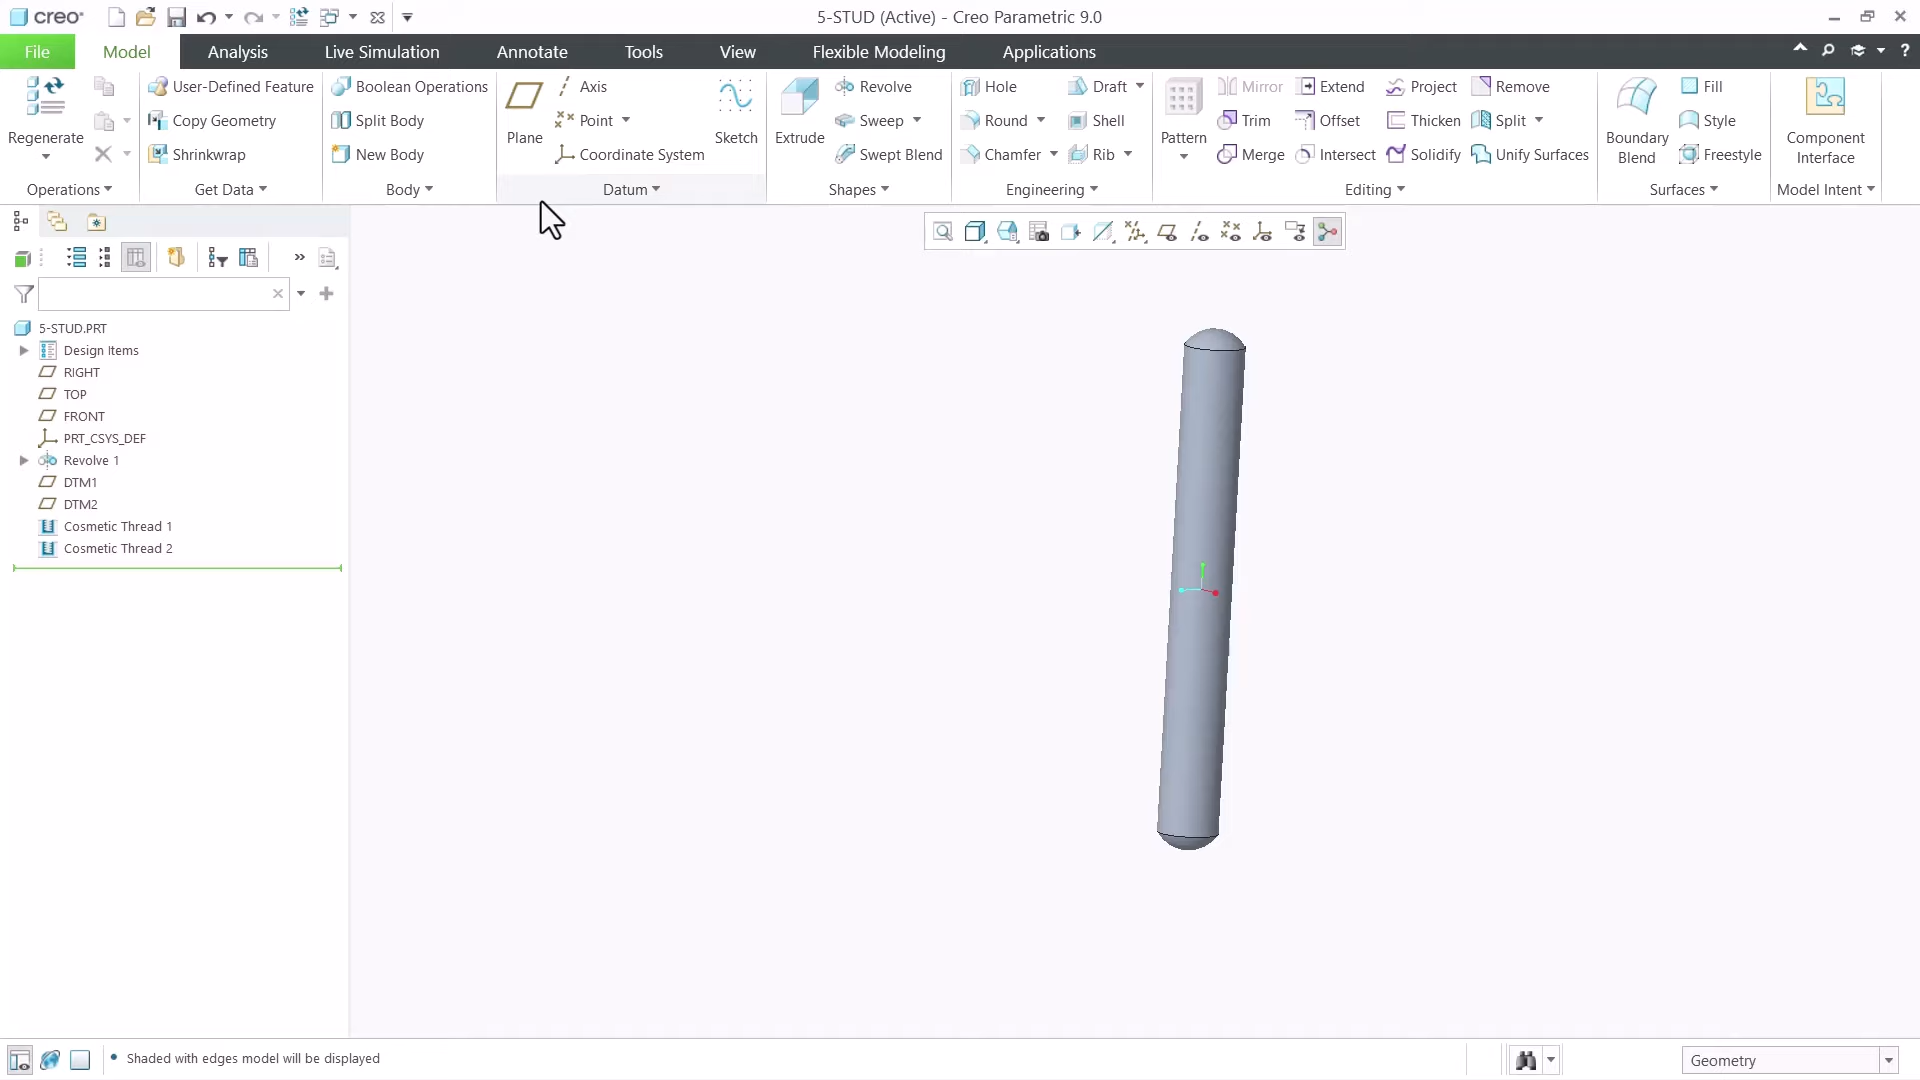 creo
5-STUD (Active) - Creo Parametric 9.0
File
Model
Analysis
Live Simulation
Annotate
Tools
View
Flexible Modeling
Applications
?
Regenerate
Operations
User-Defined Feature
Copy Geometry
Shrinkwrap
Get Data
Boolean Operations
Split Body
New Body
Body
Plane
Axis
Point
Coordinate System
Sketch
Datum
Extrude
Revolve
Sweep
Swept Blend
Shapes
Hole
Round
Chamfer
Draft
Shell
Rib
Engineering
Pattern
Mirror
Trim
Merge
Extend
Offset
Intersect
Project
Thicken
Solidify
Remove
Split
Unify Surfaces
Editing
Boundary
Blend
Fill
Style
Freestyle
Surfaces
Component
Interface
Model Intent
5-STUD.PRT
Design Items
RIGHT
TOP
FRONT
PRT_CSYS_DEF
Revolve 1
DTM1
DTM2
Cosmetic Thread 1
Cosmetic Thread 2
Shaded with edges model will be displayed
Geometry